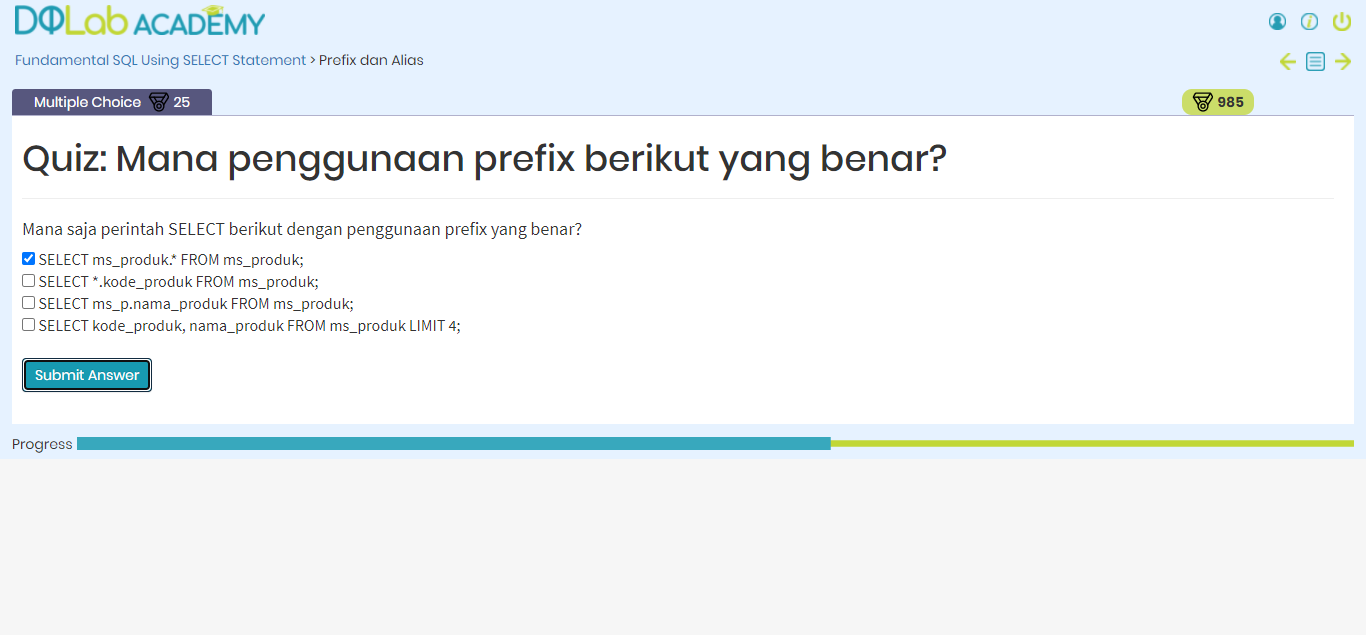 DQLab ACADEMY
Fundamental SQL Using SELECT Statement > Prefix dan Alias
Multiple Choice 25
985
Quiz: Mana penggunaan prefix berikut yang benar?
Mana saja perintah SELECT berikut dengan penggunaan prefix yang benar?
SELECT ms_produk.* FROM ms_produk;
SELECT *.kode_produk FROM ms_produk;
SELECT ms_p.nama_produk FROM ms_produk;
SELECT kode_produk, nama_produk FROM ms_produk LIMIT 4;
Submit Answer
Progress